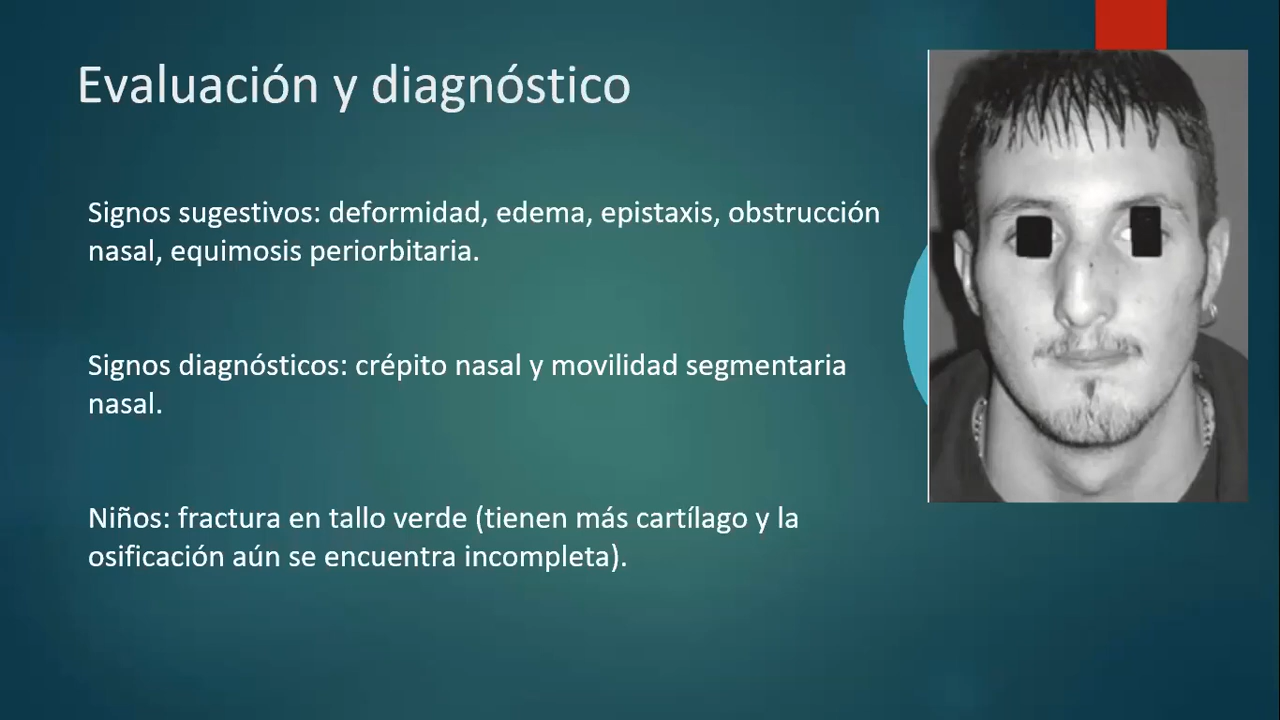 Evaluación y diagnóstico
Signos sugestivos: deformidad, edema, epistaxis, obstrucción
nasal, equimosis periorbitaria.
Signos diagnósticos: crépito nasal y movilidad segmentaria
nasal.
Niños: fractura en tallo verde (tienen más cartílago y la
osificación aún se encuentra incompleta).